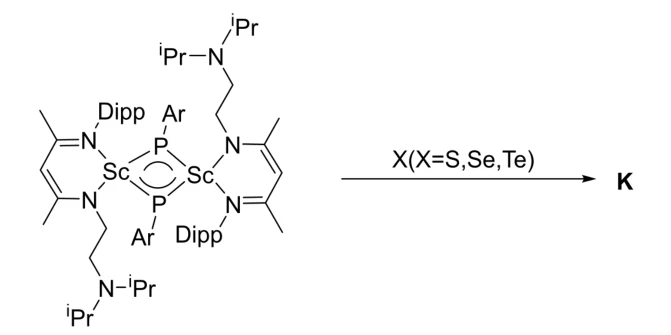 iPr
iPr–N
Dipp
Ar
N
P
N
Sc
Sc
X(X=S,Se,Te)
K
N
P
N
Ar
Dipp
N–iPr
iPr